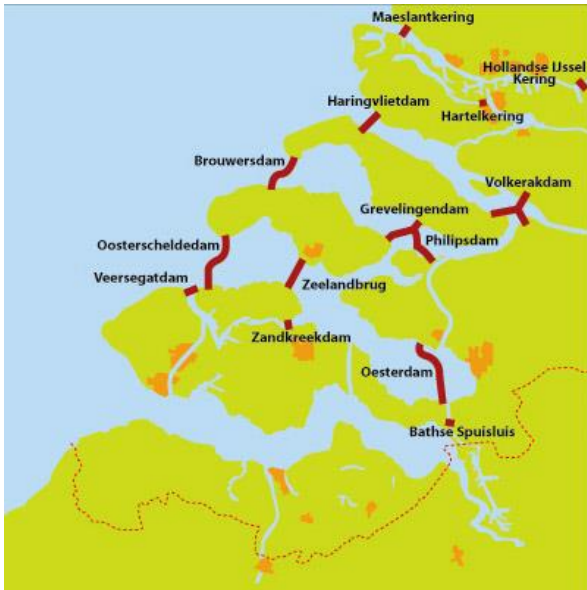 Maeslantkering
Hollandse IJssel
Kering
Haringvlietdam
Hartelkering
Brouwersdam
Volkerakdam
Grevelingendam
Oosterscheldedam
Philipsdam
Veersegatdam
Zeelandbrug
Zandkreekdam
Oesterdam
Bathse Spuisluis